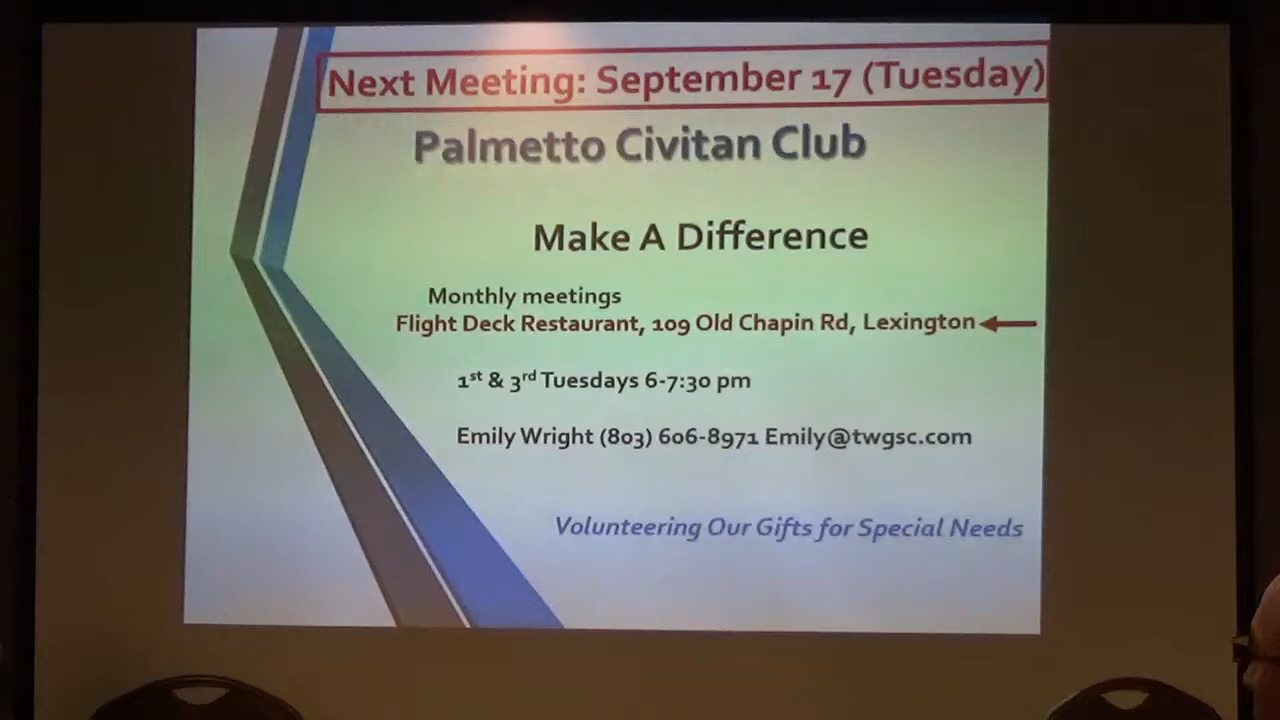 Next Meeting: September 17 (Tuesday)
Palmetto Civitan Club
Make A Difference
Monthly meetings
Flight Deck Restaurant, 109 Old Chapin Rd, Lexington
1st & 3rd Tuesdays 6-7:30 pm
Emily Wright (803) 606-8971 Emily@twgsc.com
Volunteering Our Gifts for Special Needs